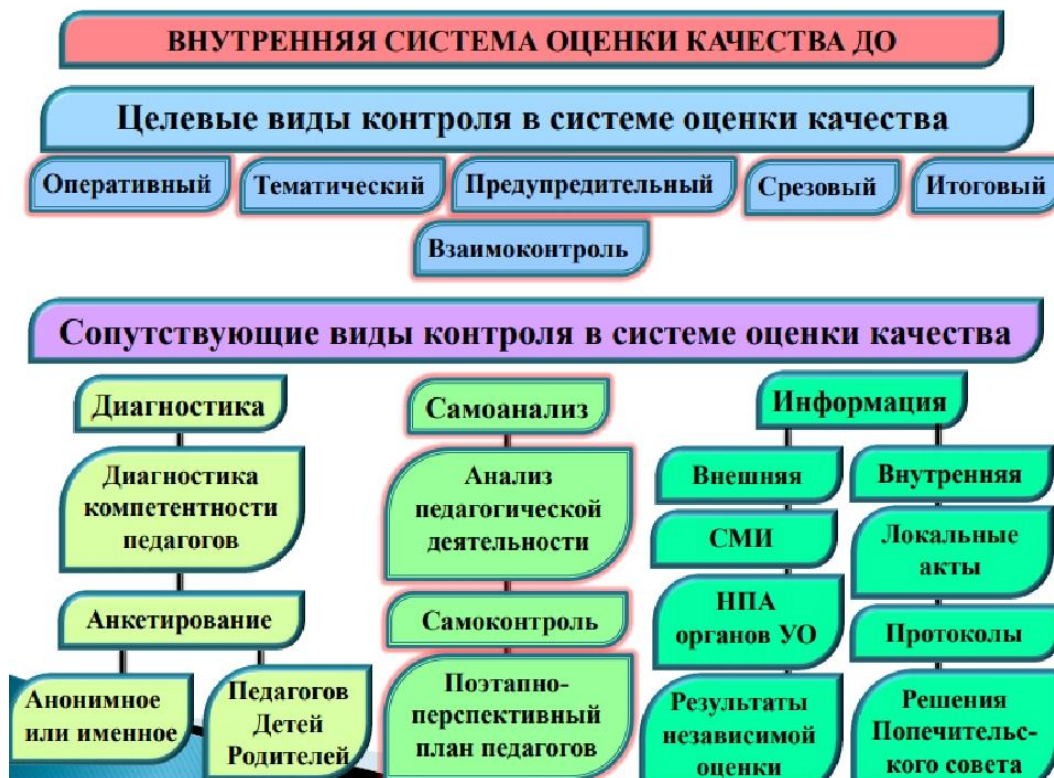 ВНУТРЕННЯЯ СИСТЕМА ОЦЕНКИ КАЧЕСТВА ДО
Целевые виды контроля в системе оценки качества
Оперативный
Тематический
Предупредительный
Срезовый
Итоговый
Взаимоконтроль
Сопутствующие виды контроля в системе оценки качества
Диагностика
Диагностика
компетентности
педагогов
Анкетирование
Анонимное
или именное
Педагогов
Детей
Родителей
Самоанализ
Анализ
педагогической
деятельности
Самоконтроль
Поэтапно-
перспективный
план педагогов
Информация
Внешняя
СМИ
НПА
органов УО
Результаты
независимой
оценки
Внутренняя
Локальные
акты
Протоколы
Решения
Попечительс-
кого совета